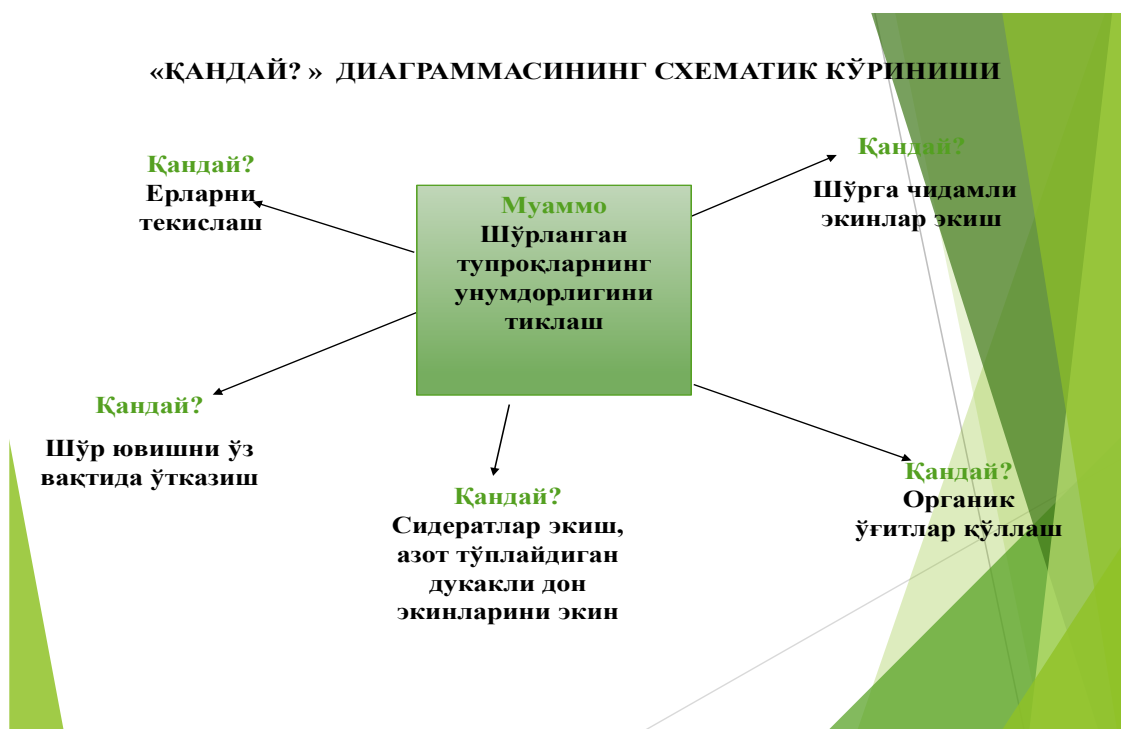 «ҚАНДАЙ? » ДИАГРАММАСИНИНГ СХЕМАТИК КЎРИНИШИ
Қандай?
Ерларни
текислаш
Муаммо
Шўрланган
тупроқларнинг
унумдорлигини
тиклаш
Қандай?
Шўрга чидамли
экинлар экиш
Қандай?
Шўр ювишни ўз
вақтида ўтказиш
Қандай?
Сидератлар экиш,
азот тўплайдиган
дукакли дон
экинларини экин
Қандай?
Органик
ўғитлар қўллаш